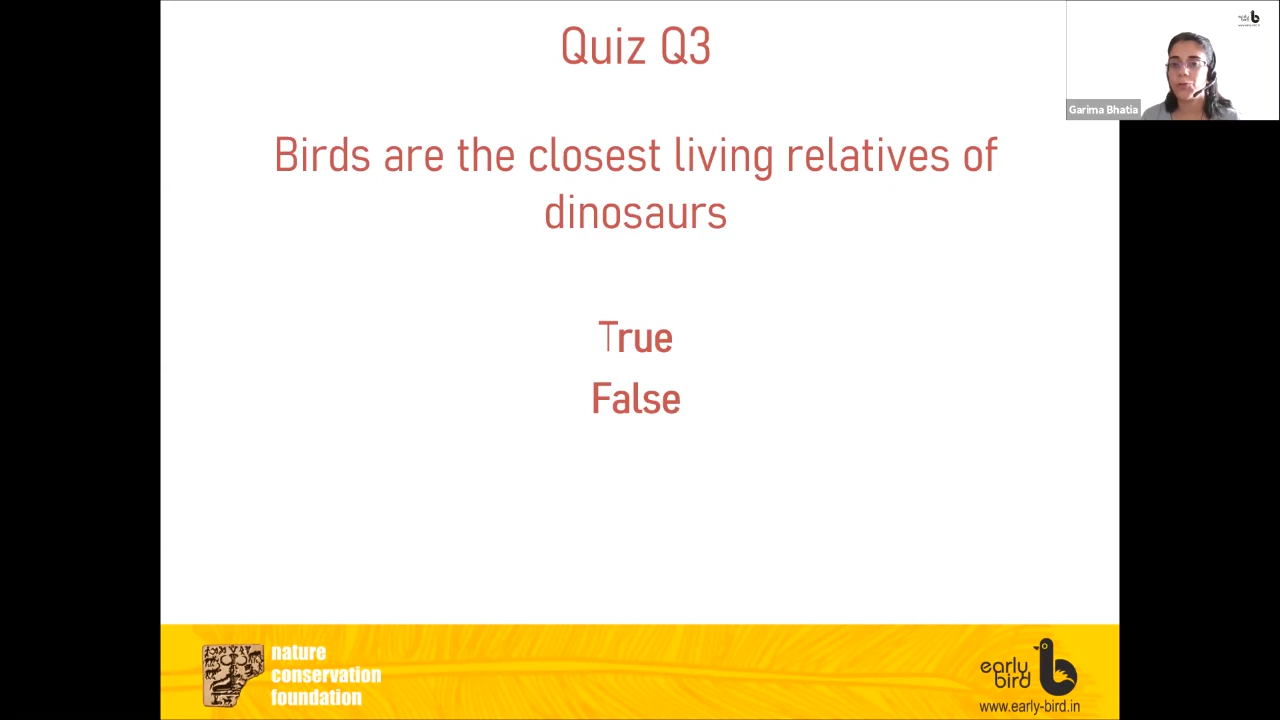 Quiz Q3
Birds are the closest living relatives of
dinosaurs
True
False
Garima Bhatia
nature
conservation
foundation
early
bird
www.early-bird.in